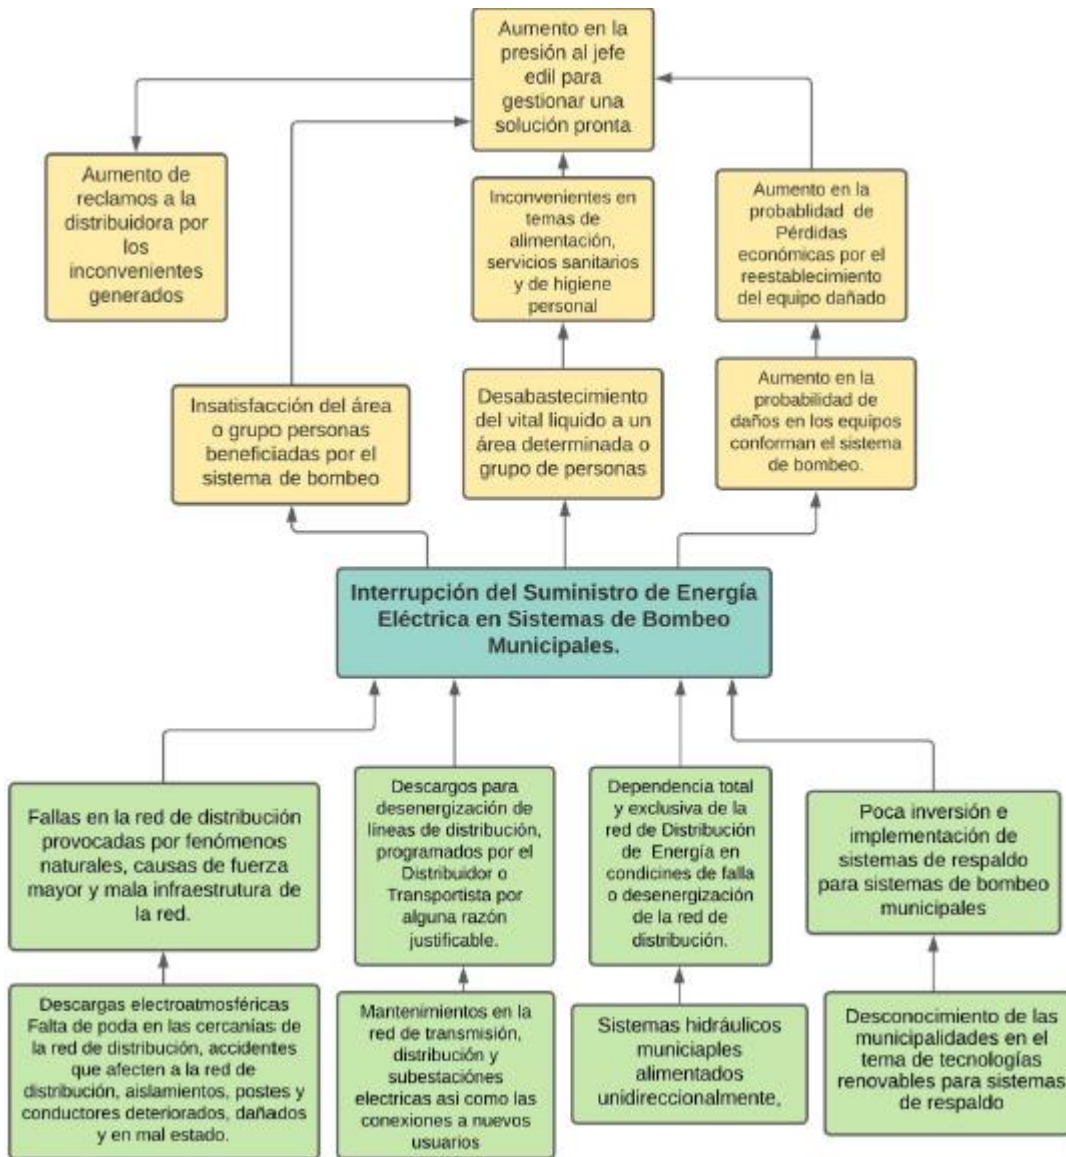 Aumento en la
presión al jefe
edil para
gestionar una
solución pronta
Aumento de
reclamos a la
distribuidora por
los
inconvenientes
generados
Inconvenientes en
temas de
alimentación,
servicios sanitarios
y de higiene
personal
Aumento en la
probablidad de
Pérdidas
económicas por el
reestablecimiento
del equipo dañado
Insatisfacción del área
o grupo personas
beneficiadas por el
sistema de bombeo
Desabastecimiento
del vital liquido a un
área determinada o
grupo de personas
Aumento en la
probabilidad de
daños en los equipos
conforman el sistema
de bombeo.
Interrupción del Suministro de Energía
Eléctrica en Sistemas de Bombeo
Municipales.
Fallas en la red de distribución
provocadas por fenómenos
naturales, causas de fuerza
mayor y mala infraestrutura de
la red.
Descargos para
desenergización de
líneas de distribución,
programados por el
Distribuidor o
Transportista por
alguna razón
justificable.
Dependencia total
y exclusiva de la
red de Distribución
de Energía en
condicines de falla
o desenergización
de la red de
distribución.
Poca inversión e
implementación de
sistemas de respaldo
para sistemas de bombeo
municipales
Descargas electroatmosféricas
Falta de poda en las cercanías de
la red de distribución, accidentes
que afecten a la red de
distribución, aislamientos, postes y
conductores deteriorados, dañados
y en mal estado.
Mantenimientos en la
red de transmisión,
distribución y
subestaciónes
electricas asi como las
conexiones a nuevos
usuarios
Sistemas hidráulicos
municiaples
alimentados
unidireccionalmente,
Desconocimiento de las
municipalidades en el
tema de tecnologías
renovables para sistemas
de respaldo